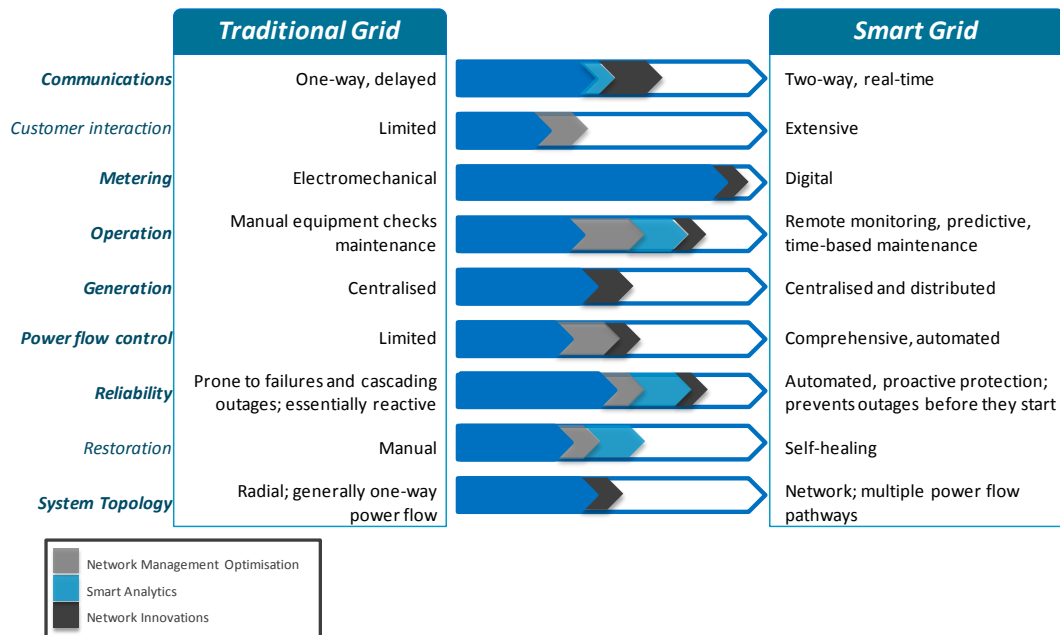 Traditional Grid
Smart Grid
Communications
One-way, delayed
Two-way, real-time
Customer interaction
Limited
Extensive
Metering
Electromechanical
Digital
Operation
Manual equipment checks
maintenance
Remote monitoring, predictive,
time-based maintenance
Generation
Centralised
Centralised and distributed
Power flow control
Limited
Comprehensive, automated
Reliability
Prone to failures and cascading
outages; essentially reactive
Automated, proactive protection;
prevents outages before they start
Restoration
Manual
Self-healing
System Topology
Radial; generally one-way
power flow
Network; multiple power flow
pathways
Network Management Optimisation
Smart Analytics
Network Innovations